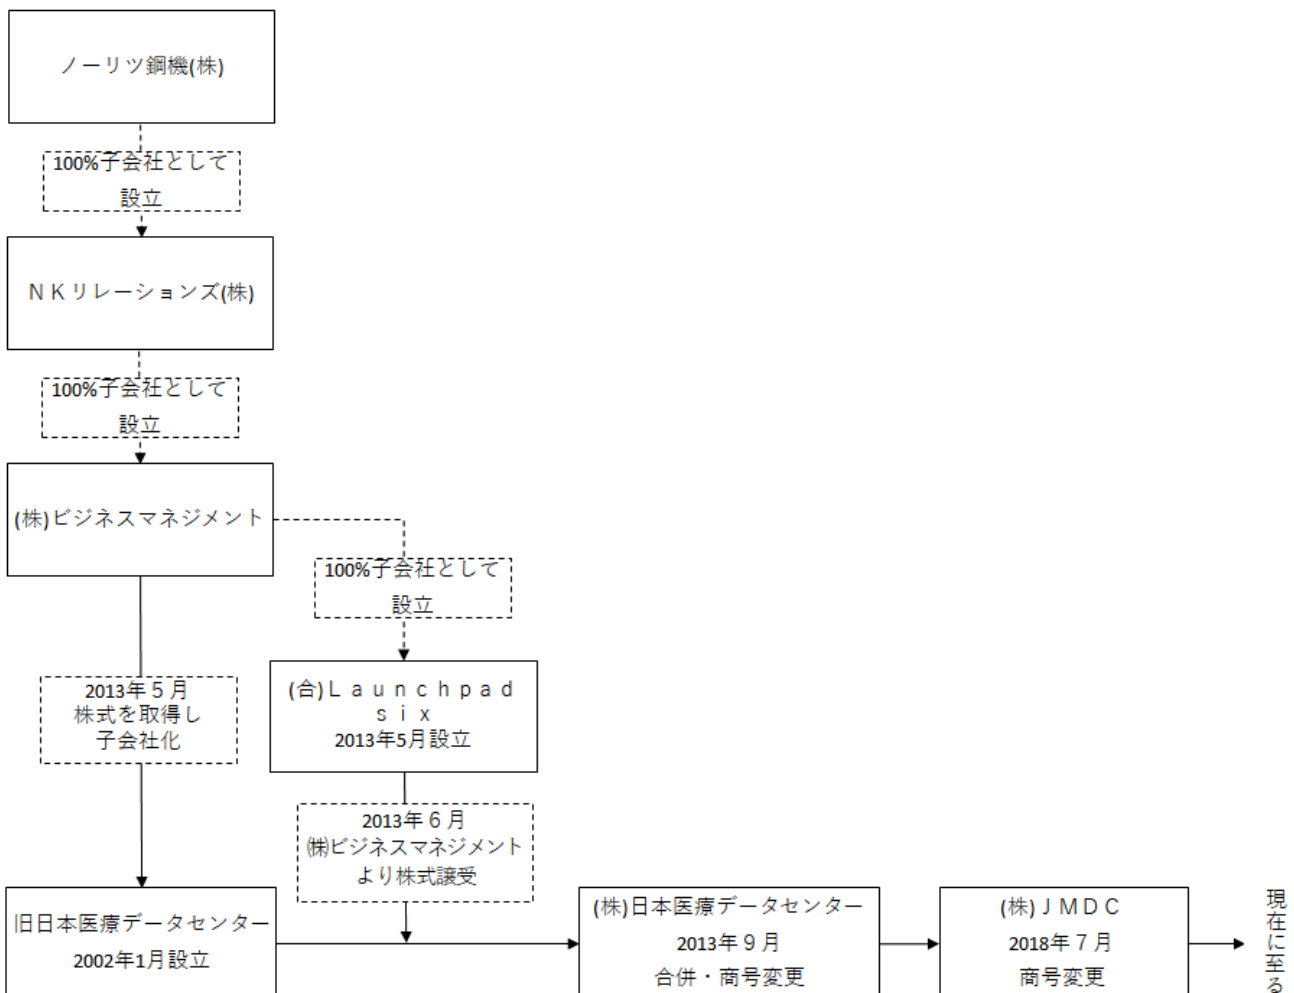 ノーリツ鋼機(株)
100%子会社として
設立
ＮＫリレーションズ(株)
100%子会社として
設立
(株)ビジネスマネジメント
100%子会社として
設立
2013年５月
株式を取得し
子会社化
(合)Ｌａｕｎｃｈｐａｄ
ｓｉｘ
2013年5月設立
2013年６月
㈱ビジネスマネジメント
より株式譲受
旧日本医療データセンター
2002年1月設立
(株)日本医療データセンター
2013年９月
合併・商号変更
(株)ＪＭＤＣ
2018年７月
商号変更
現在に至る